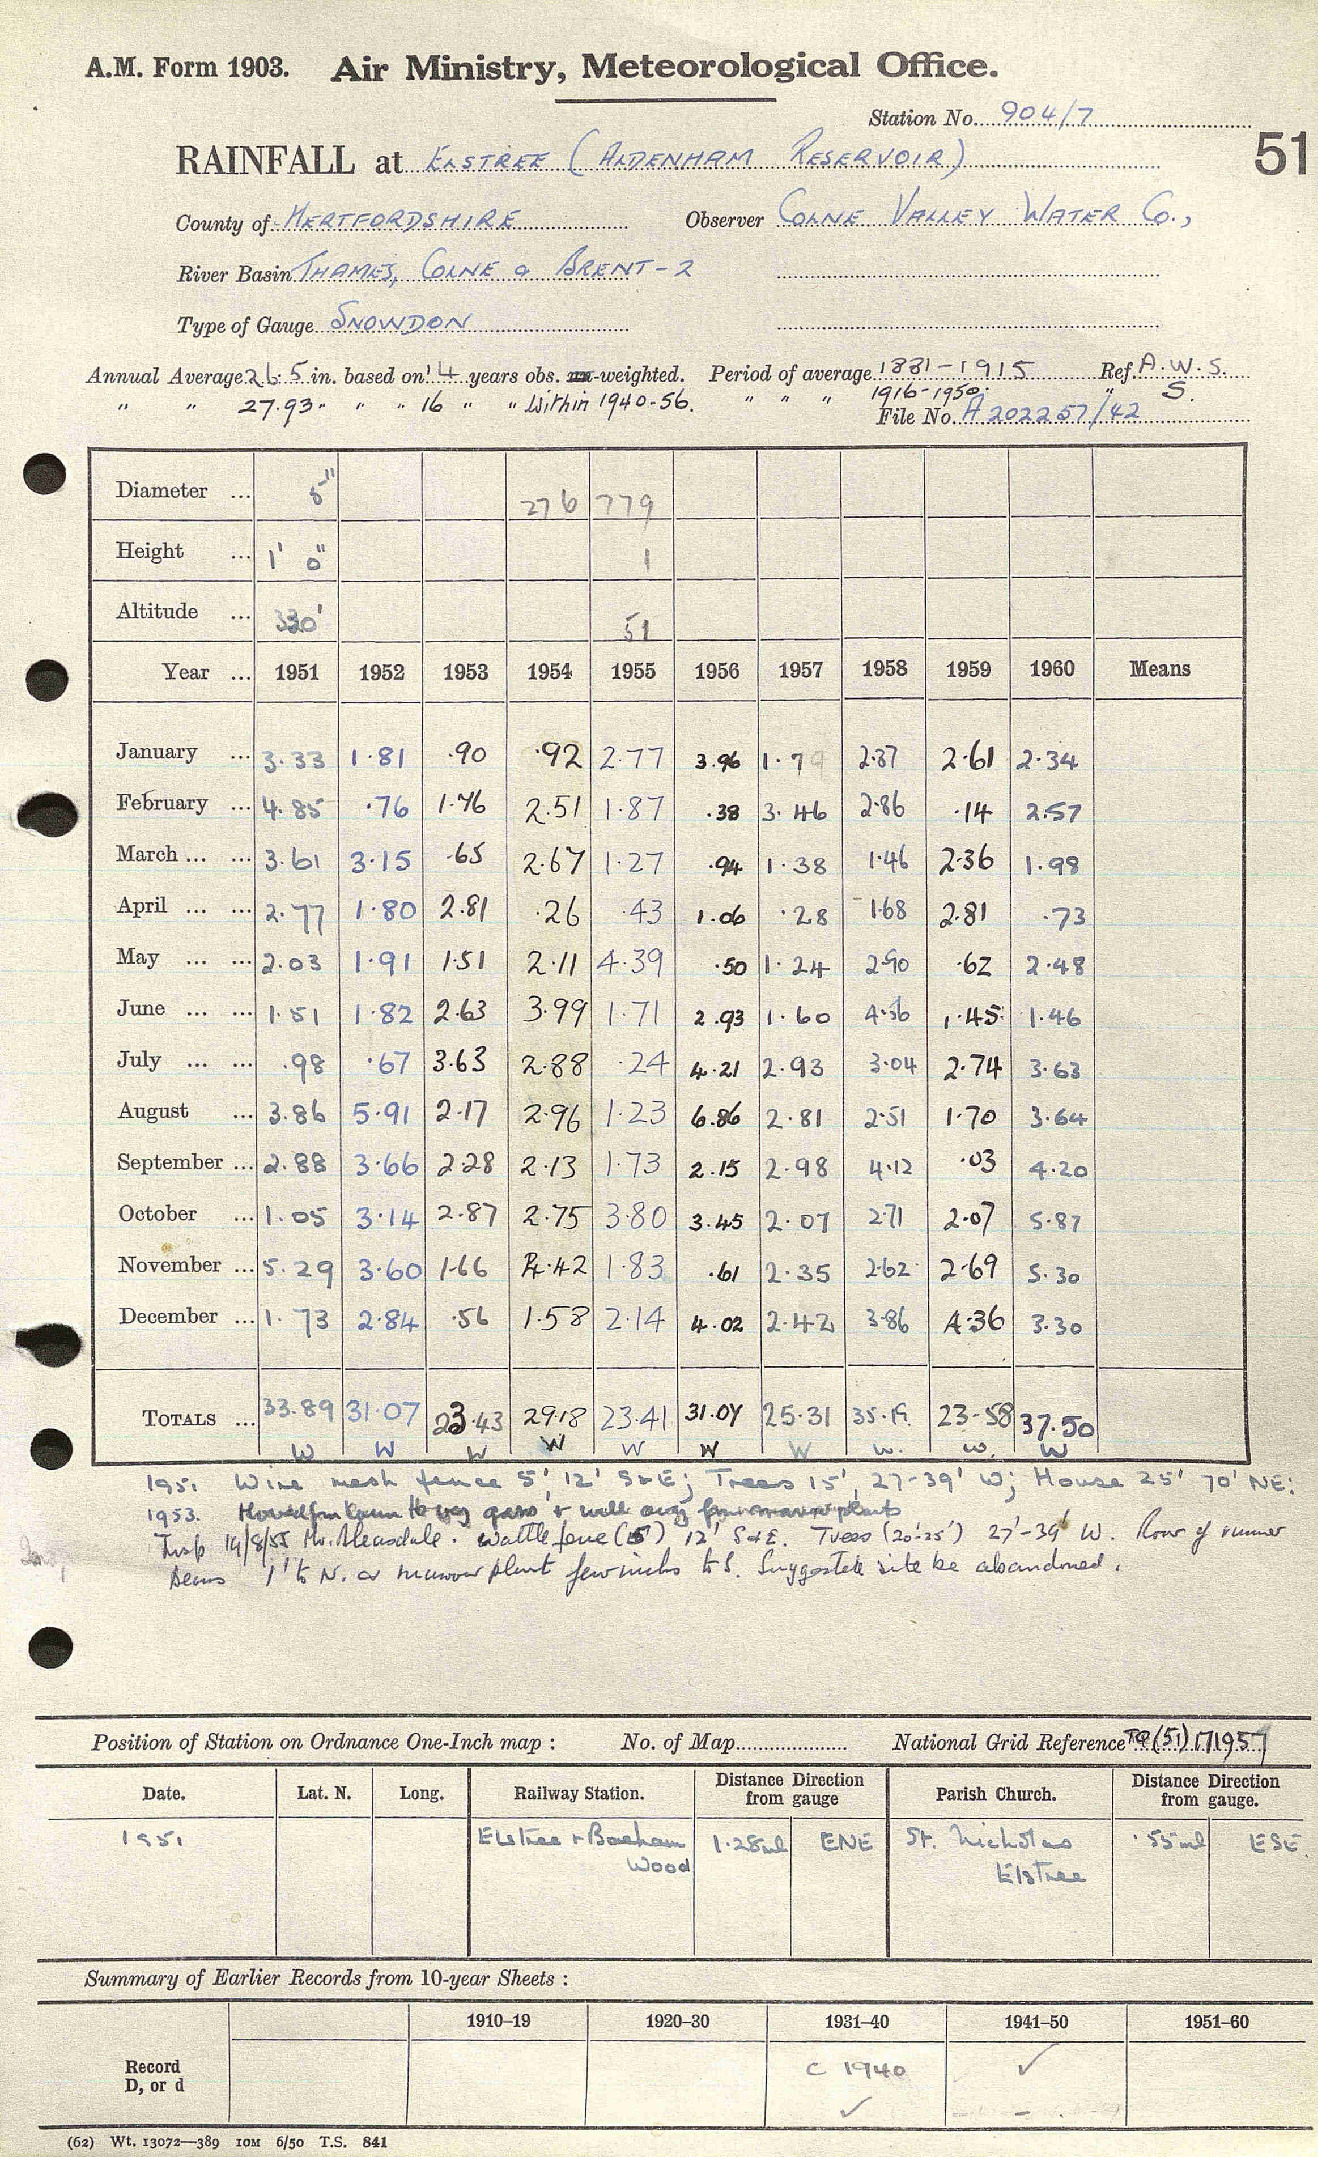 A.M. Form 1903. Air Ministry, Meteorological Office.
Station No. 904/7
51
RAINFALL at ELSTREE (ALDENHAM RESERVOIR)
County of HERTFORDSHIRE Observer COLNE VALLEY WATER CO.,
River Basin THAMES, COLNE & BRENT-2
Type of Gauge SNOWDON
Annual Average 26.5 in. based on 14 years obs. -weighted. Period of average 1881-1915 Ref. A.W.S.
" " 27.93 " " " 16 " " Within 1940-56. " " " 1916-1950. " S.
File No. A 202257/42
Diameter ... 5" 276 779
Height ... 1' 0" 1
Altitude ... 330' 51
Year ... 1951 1952 1953 1954 1955 1956 1957 1958 1959 1960 Means
January ... 3.33 1.81 .90 .92 2.77 3.96 1.79 2.37 2.61 2.34
February ... 4.85 .76 1.46 2.51 1.87 .38 3.46 2.86 .14 2.57
March ... ... 3.61 3.15 .65 2.67 1.27 .94 1.38 1.46 2.36 1.98
April ... ... 2.77 1.80 2.81 .26 .43 1.06 .28 1.68 2.81 .73
May ... ... 2.03 1.91 1.51 2.11 4.39 .50 1.24 2.90 .62 2.48
June ... ... 1.51 1.82 2.63 3.99 1.71 2.93 1.60 4.56 1.45 1.46
July ... ... .98 .67 3.63 2.88 .24 4.21 2.93 3.04 2.74 3.63
August ... 3.86 5.91 2.17 2.96 1.23 6.86 2.81 2.51 1.70 3.64
September ... 2.88 3.66 2.28 2.13 1.73 2.15 2.98 4.12 .03 4.20
October ... 1.05 3.14 2.87 2.75 3.80 3.45 2.07 2.71 2.07 5.87
November ... 5.29 3.60 1.66 4.42 1.83 .61 2.35 2.62 2.69 5.30
December ... 1.73 2.84 .56 1.58 2.14 4.02 2.42 3.86 4.36 3.30
TOTALS ... 33.89 31.07 23.43 29.18 23.41 31.07 25.31 35.19 23.58 37.50
W W W W W W W W. W. W
1951 Wire mesh fence 5' 12' S&E; Trees 15', 27-39' W; House 25' 70' NE:
1953. Moved from lawn to veg garden & well away from
Insp 19/8/55 Mr. Bleasdale. Wattle fence (5') 12' S&E. Trees (20'-25') 27'-39' W. Row of runner
beans 1' to N. & marrow plant few inches to S. Suggested site be abandoned.
Position of Station on Ordnance One-Inch map : No. of Map National Grid Reference TQ (51) 171957
Date. Lat. N. Long. Railway Station. Distance Direction from gauge Parish Church. Distance Direction from gauge.
1951 Elstree & Boreham 1.28ml ENE St. Nicholas .55ml ESE.
Wood Elstree
Summary of Earlier Records from 10-year Sheets :
1910–19 1920–30 1931–40 1941–50 1951–60
Record C 1940 ✓
D, or d ✓
(62) Wt. 13072—389 10M 6/50 T.S. 841